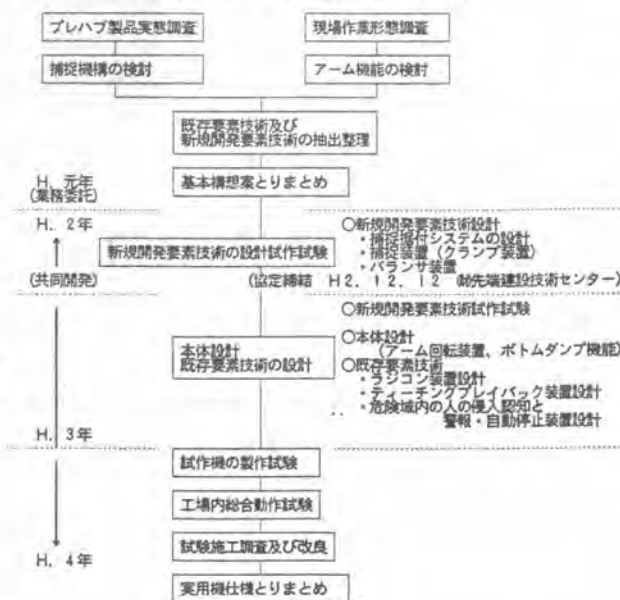 プレハブ製品実態調査
現場作業形態調査
捕捉機構の検討
アーム機能の検討
既存要素技術及び
新規開発要素技術の抽出整理
基本構想案とりまとめ
H．元年
(業務委託)
H．2年
新規開発要素技術の設計試作試験
(共同開発)
○新規開発要素技術設計
・捕捉据付システムの設計
・捕捉装置（クランプ装置）
・バランサ装置
(協定締結　H2．12．12　㈶先端建設技術センター)
○新規開発要素技術試作試験
本体設計
既存要素技術の設計
○本体設計
(アーム回転装置、ボトムダンプ機能)
○既存要素技術
・ラジコン装置設計
・ティーチングプレイバック装置設計
・危険域内の人の侵入認知と
警報・自動停止装置設計
H．3年
試作機の製作試験
工場内総合動作試験
試験施工調査及び改良
H．4年
実用機仕様とりまとめ